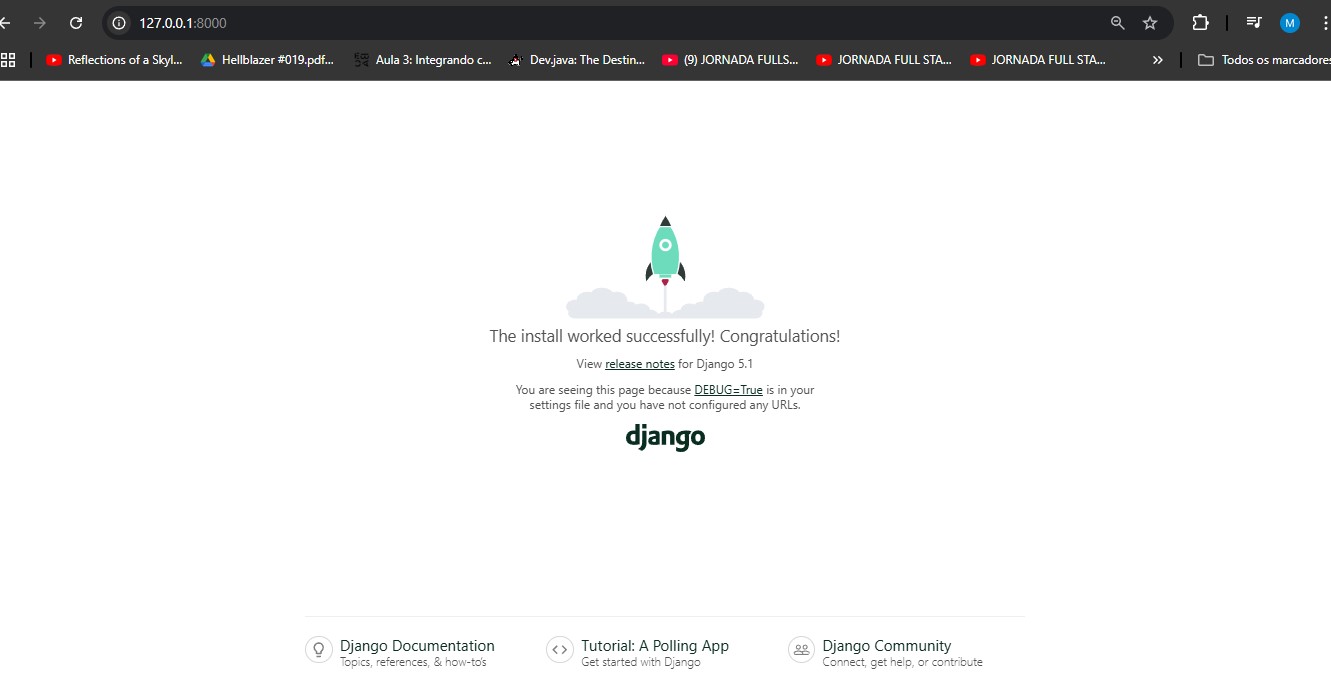 127.0.0.1:8000
Reflections of a Skyl...
Hellblazer #019.pdf...
Aula 3: Integrando c...
Dev.java: The Destin...
(9) JORNADA FULLS...
JORNADA FULL STA...
JORNADA FULL STA...
Todos os marcadores
M
The install worked successfully! Congratulations!
View release notes for Django 5.1
You are seeing this page because DEBUG=True is in your
settings file and you have not configured any URLs.
django
Django Documentation
Topics, references, & how-to's
Tutorial: A Polling App
Get started with Django
Django Community
Connect, get help, or contribute